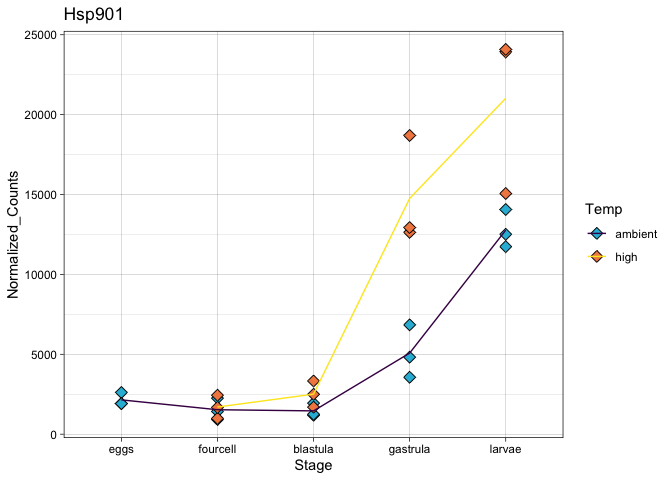 Hsp901
25000
20000
15000
10000
5000
0
Normalized_Counts
eggs fourcell blastula gastrula larvae
Stage
Temp
ambient
high